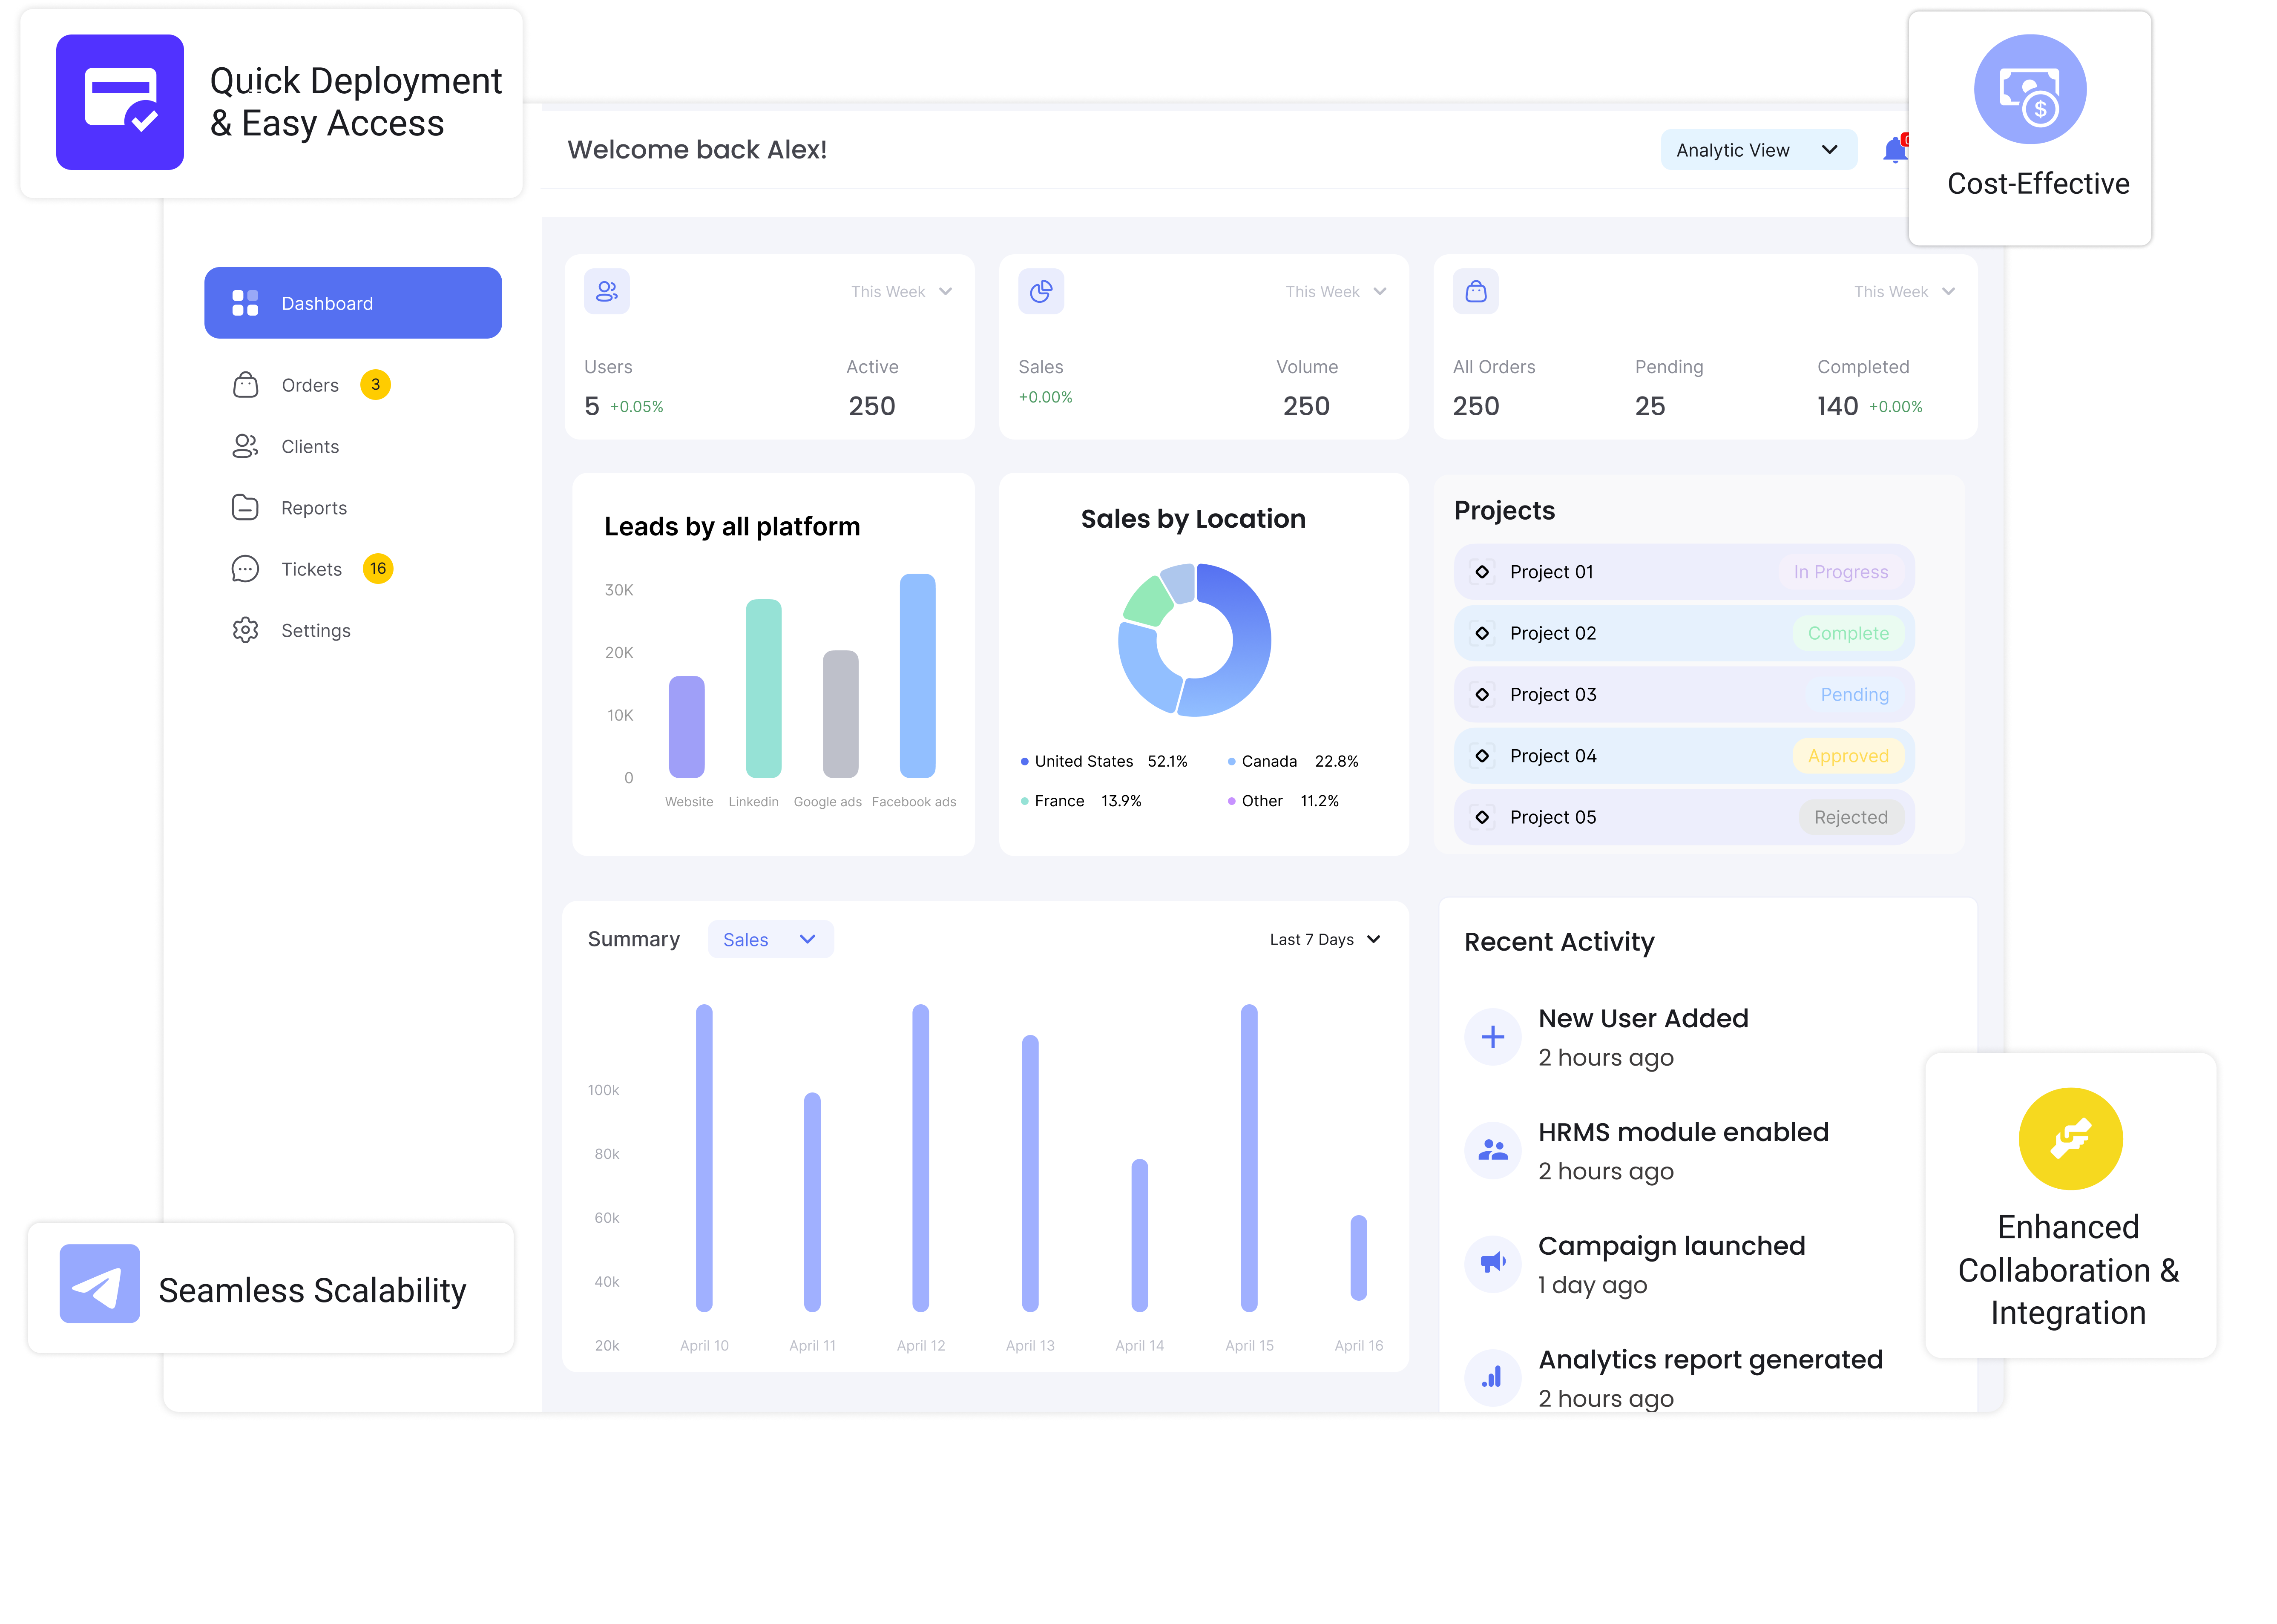 Quick Deployment
& Easy Access
Cost-Effective
Welcome back Alex!
Analytic View
Dashboard
Orders 3
Clients
Reports
Tickets 16
Settings
This Week
Users Active
5 +0.05% 250
This Week
Sales Volume
+0.00% 250
This Week
All Orders Pending Completed
250 25 140 +0.00%
Leads by all platform
30K
20K
10K
0
Website Linkedin Google ads Facebook ads
Sales by Location
United States 52.1% Canada 22.8%
France 13.9% Other 11.2%
Projects
Project 01 In Progress
Project 02 Complete
Project 03 Pending
Project 04 Approved
Project 05 Rejected
Summary Sales Last 7 Days
100k
80k
60k
40k
20k April 10 April 11 April 12 April 13 April 14 April 15 April 16
Recent Activity
New User Added
2 hours ago
HRMS module enabled
2 hours ago
Campaign launched
1 day ago
Analytics report generated
2 hours ago
Seamless Scalability
Enhanced
Collaboration &
Integration